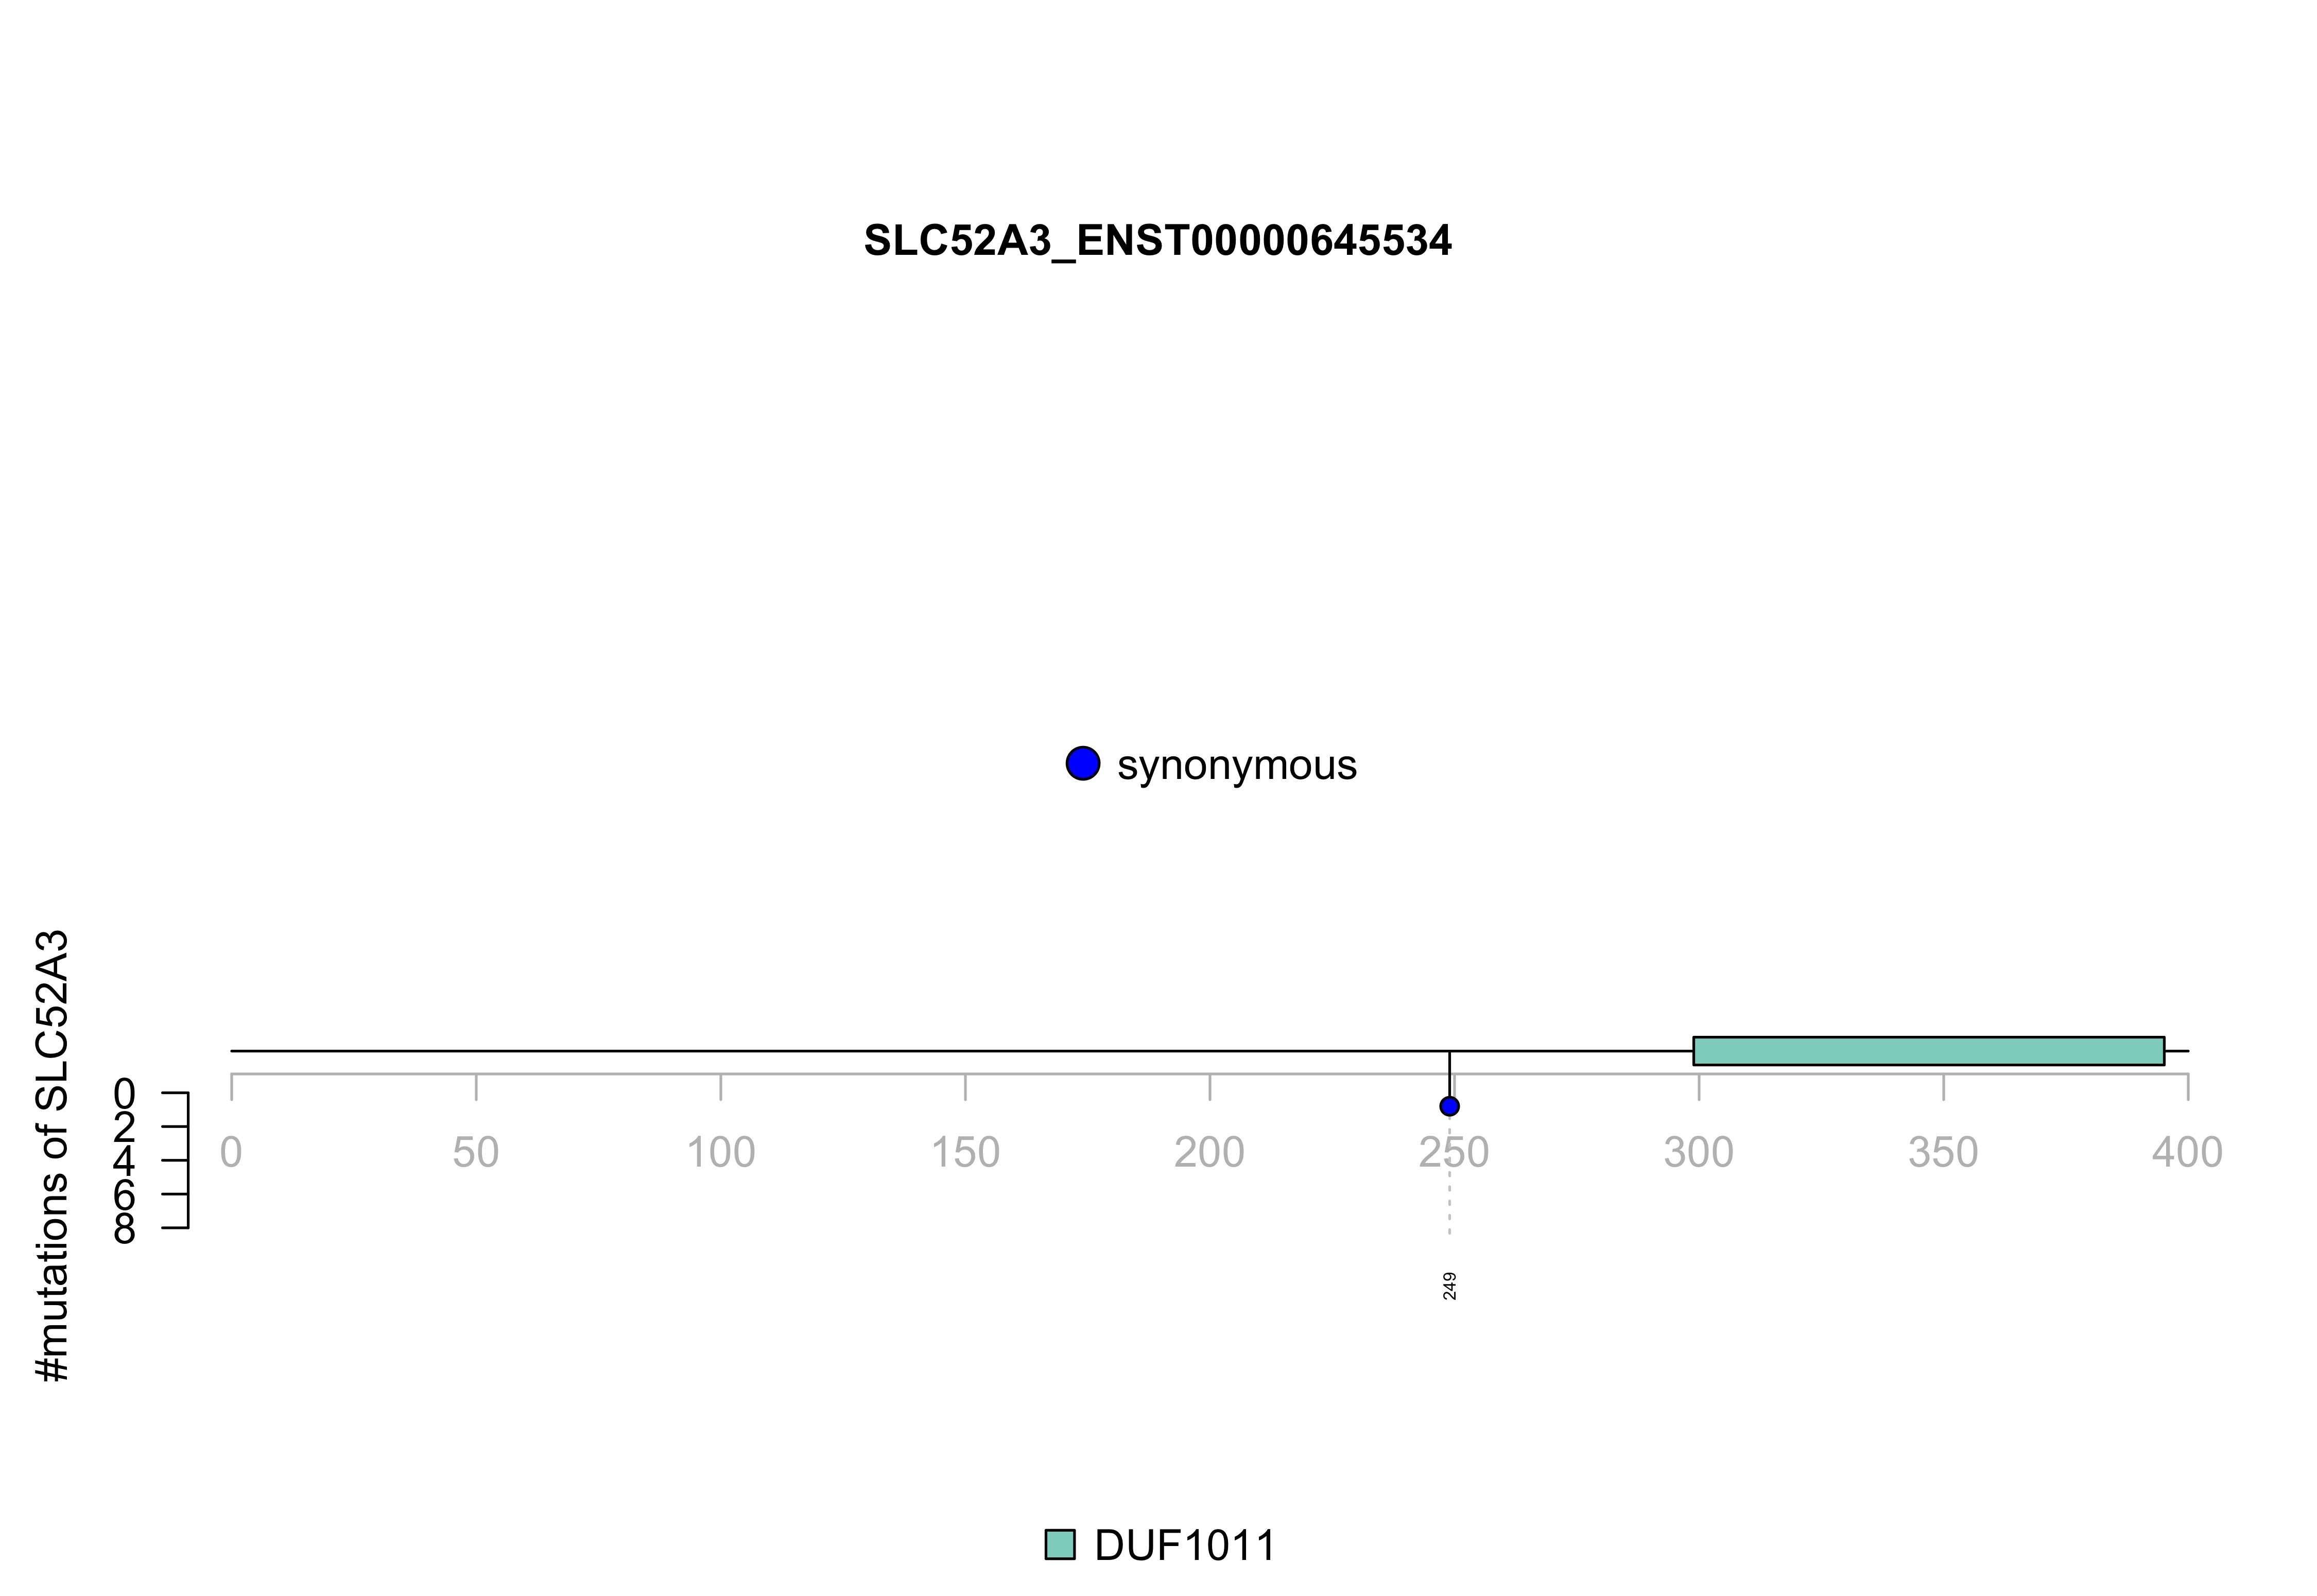 SLC52A3_ENST00000645534
synonymous
#mutations of SLC52A3
0
2
4
6
8
0 50 100 150 200 250 300 350 400
249
DUF1011